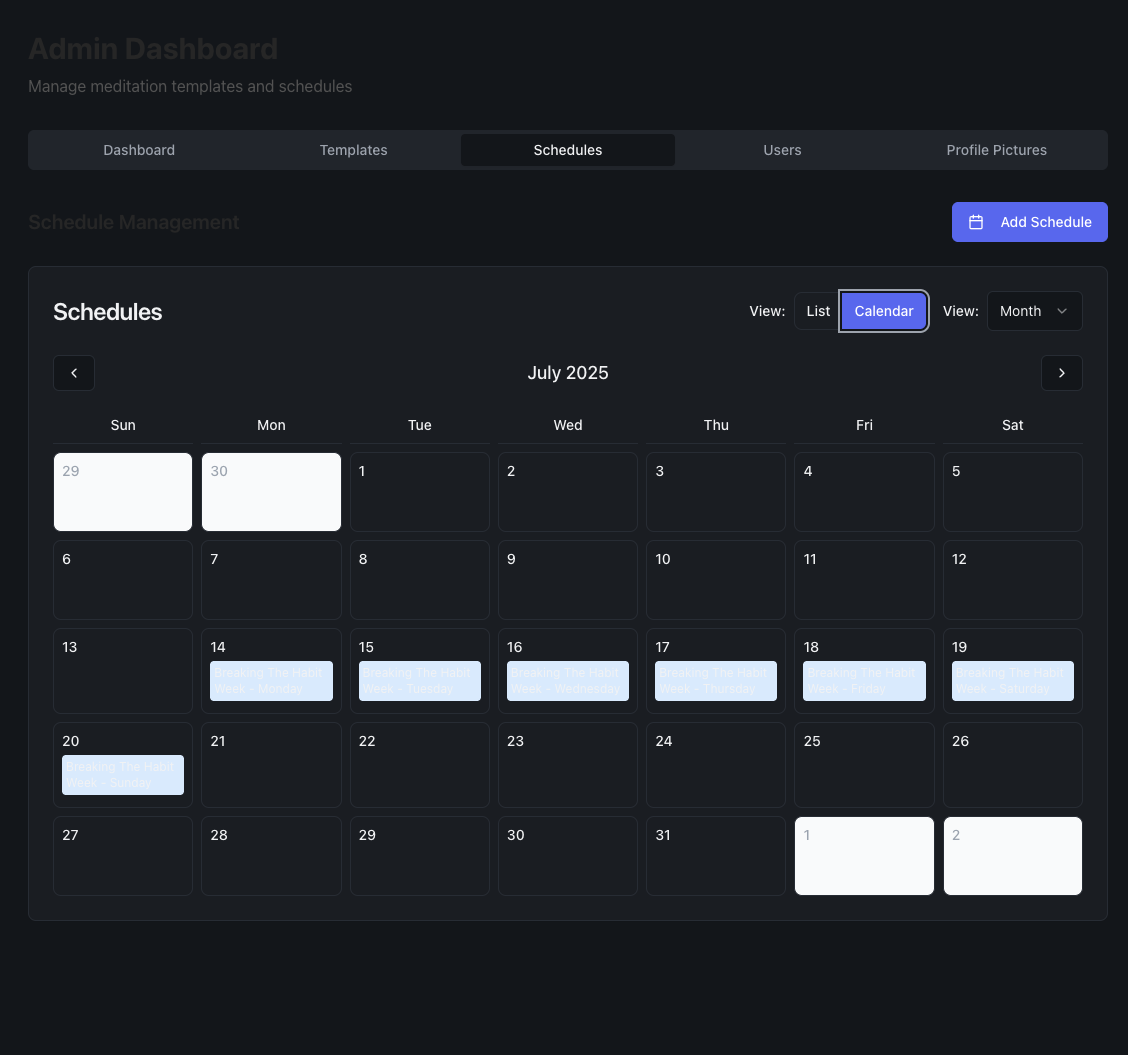 Admin Dashboard
Manage meditation templates and schedules
Dashboard Templates Schedules Users Profile Pictures
Schedule Management Add Schedule
Schedules View: List Calendar View: Month
July 2025
Sun Mon Tue Wed Thu Fri Sat
29 30 1 2 3 4 5
6 7 8 9 10 11 12
13 14 15 16 17 18 19
Breaking The Habit Breaking The Habit Breaking The Habit Breaking The Habit Breaking The Habit Breaking The Habit
Week - Monday Week - Tuesday Week - Wednesday Week - Thursday Week - Friday Week - Saturday
20 21 22 23 24 25 26
Breaking The Habit
Week - Sunday
27 28 29 30 31 1 2